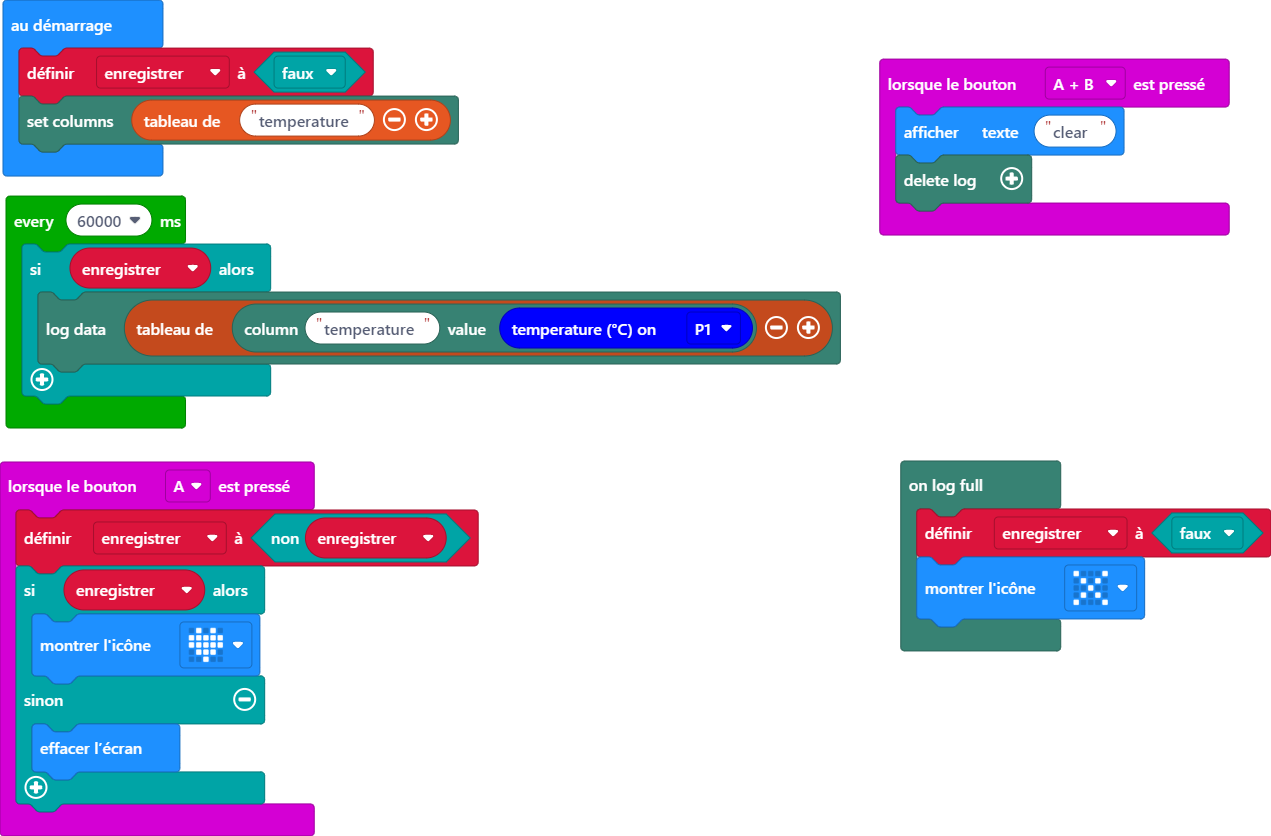 au démarrage
définir enregistrer à faux
set columns tableau de "temperature"
every 60000 ms
si enregistrer alors
log data tableau de column "temperature" value temperature (°C) on P1
lorsque le bouton A est pressé
définir enregistrer à non enregistrer
si enregistrer alors
montrer l'icône
sinon
effacer l'écran
lorsque le bouton A + B est pressé
afficher texte "clear"
delete log
on log full
définir enregistrer à faux
montrer l'icône